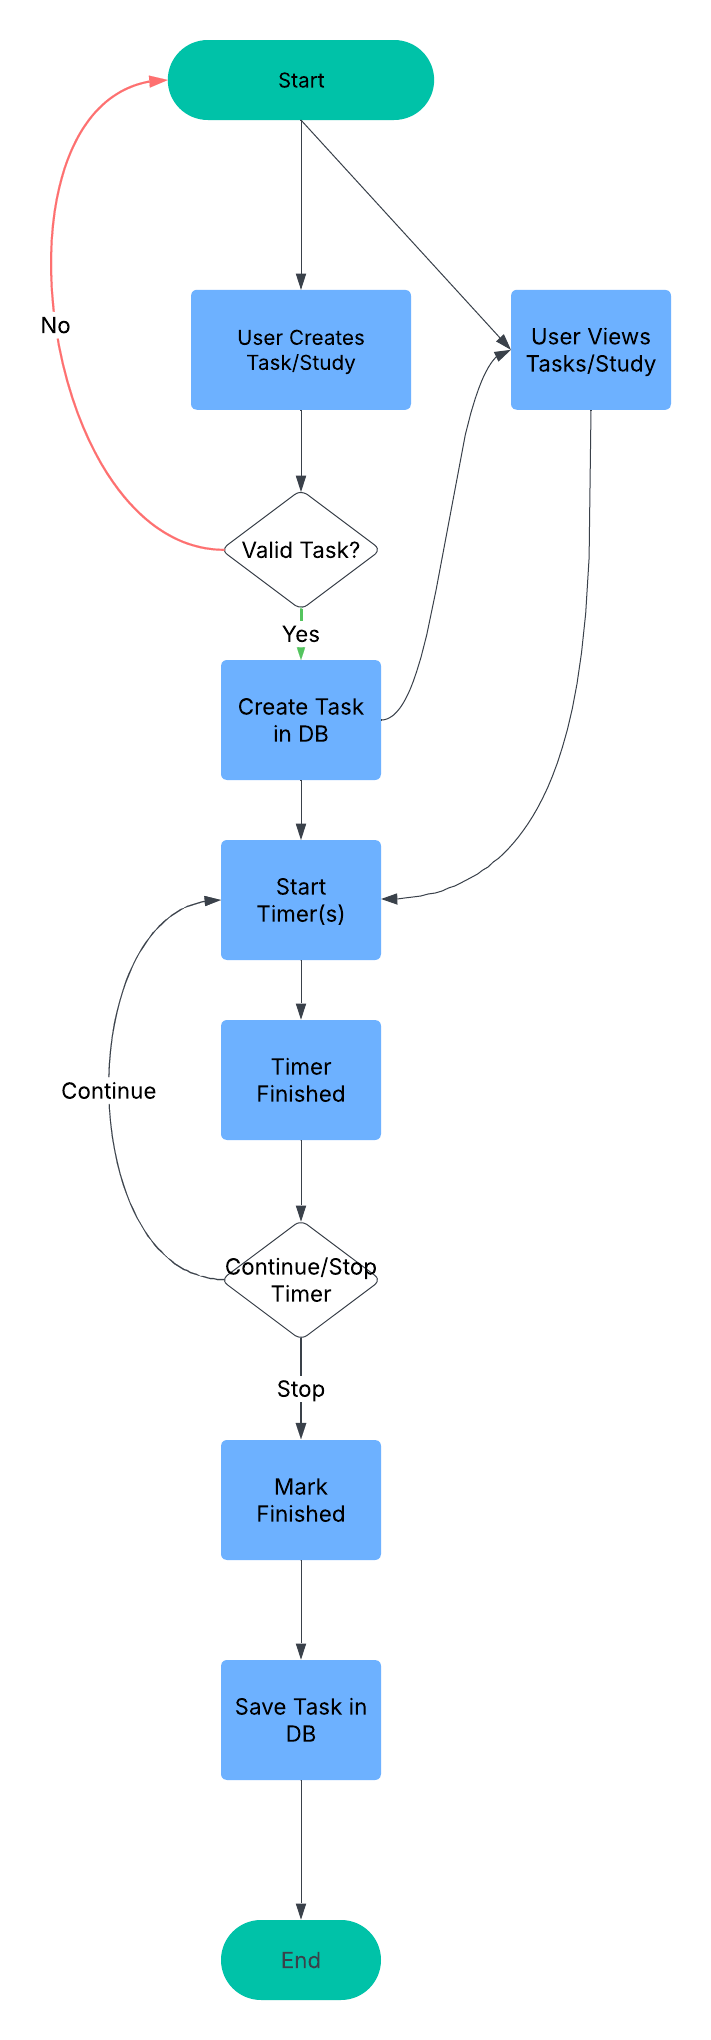 Start
User Creates
Task/Study
User Views
Tasks/Study
No
Valid Task?
Yes
Create Task
in DB
Start
Timer(s)
Timer
Finished
Continue
Continue/Stop
Timer
Stop
Mark
Finished
Save Task in
DB
End